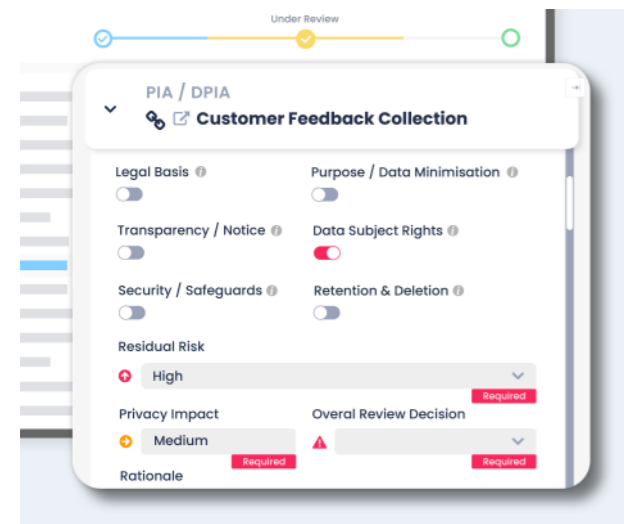 Under Review
PIA / DPIA
Customer Feedback Collection
Legal Basis
Purpose / Data Minimisation
Transparency / Notice
Data Subject Rights
Security / Safeguards
Retention & Deletion
Residual Risk
High
Required
Privacy Impact
Overal Review Decision
Medium
Required
Required
Rationale